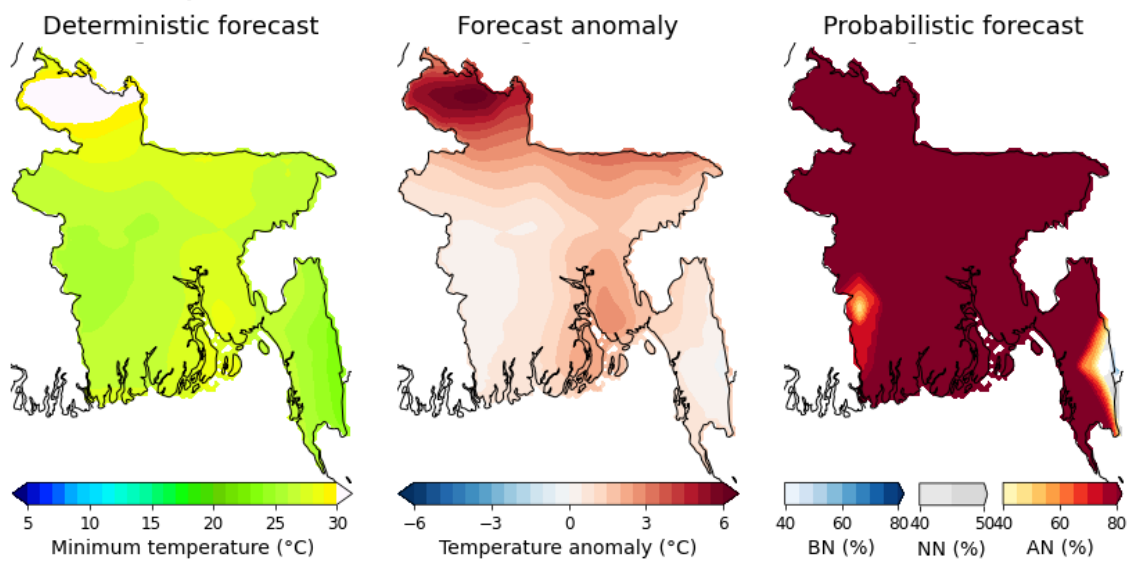 Deterministic forecast
Forecast anomaly
Probabilistic forecast
5 10 15 20 25 30
Minimum temperature (°C)
−6 −3 0 3 6
Temperature anomaly (°C)
40 60 80
BN (%)
40 50
NN (%)
40 60 80
AN (%)